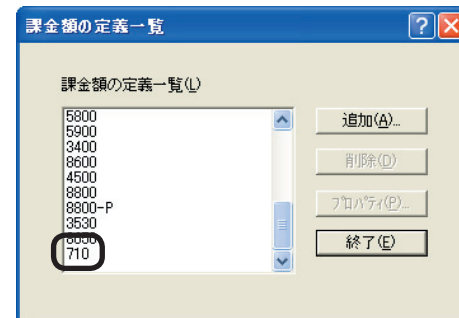 課金額の定義一覧
課金額の定義一覧(L)
5800
5900
3400
8600
4500
8800
8800-P
3530
710
追加(A)...
削除(D)
プロパティ(P)...
終了(E)